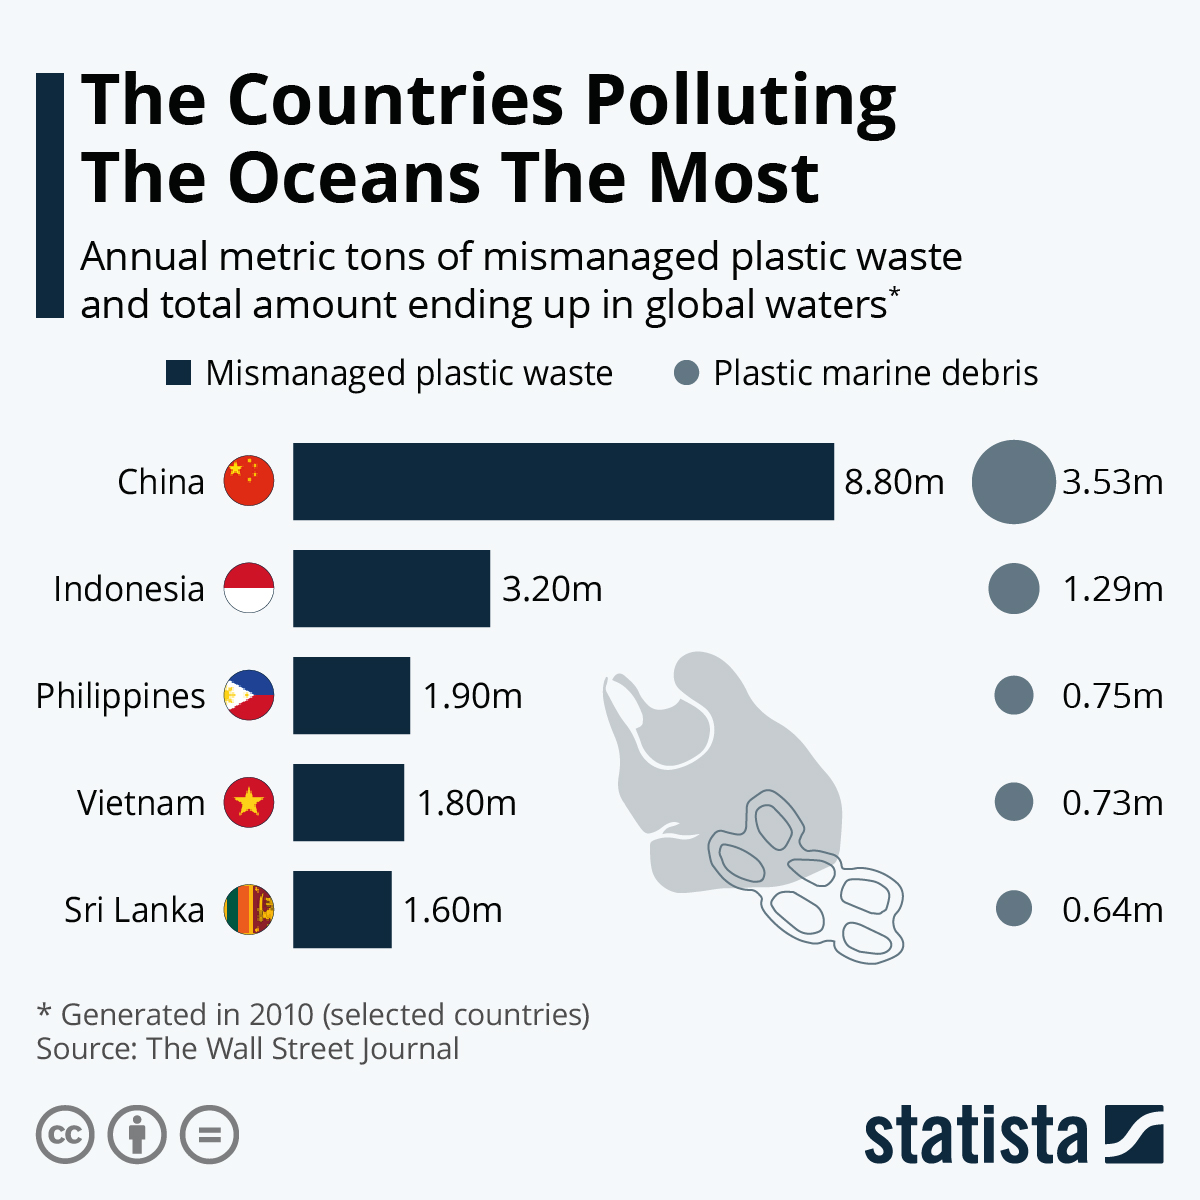 The Countries Polluting
The Oceans The Most
Annual metric tons of mismanaged plastic waste
and total amount ending up in global waters*
Mismanaged plastic waste Plastic marine debris
China 8.80m 3.53m
Indonesia 3.20m 1.29m
Philippines 1.90m 0.75m
Vietnam 1.80m 0.73m
Sri Lanka 1.60m 0.64m
* Generated in 2010 (selected countries)
Source: The Wall Street Journal
cc =
statista